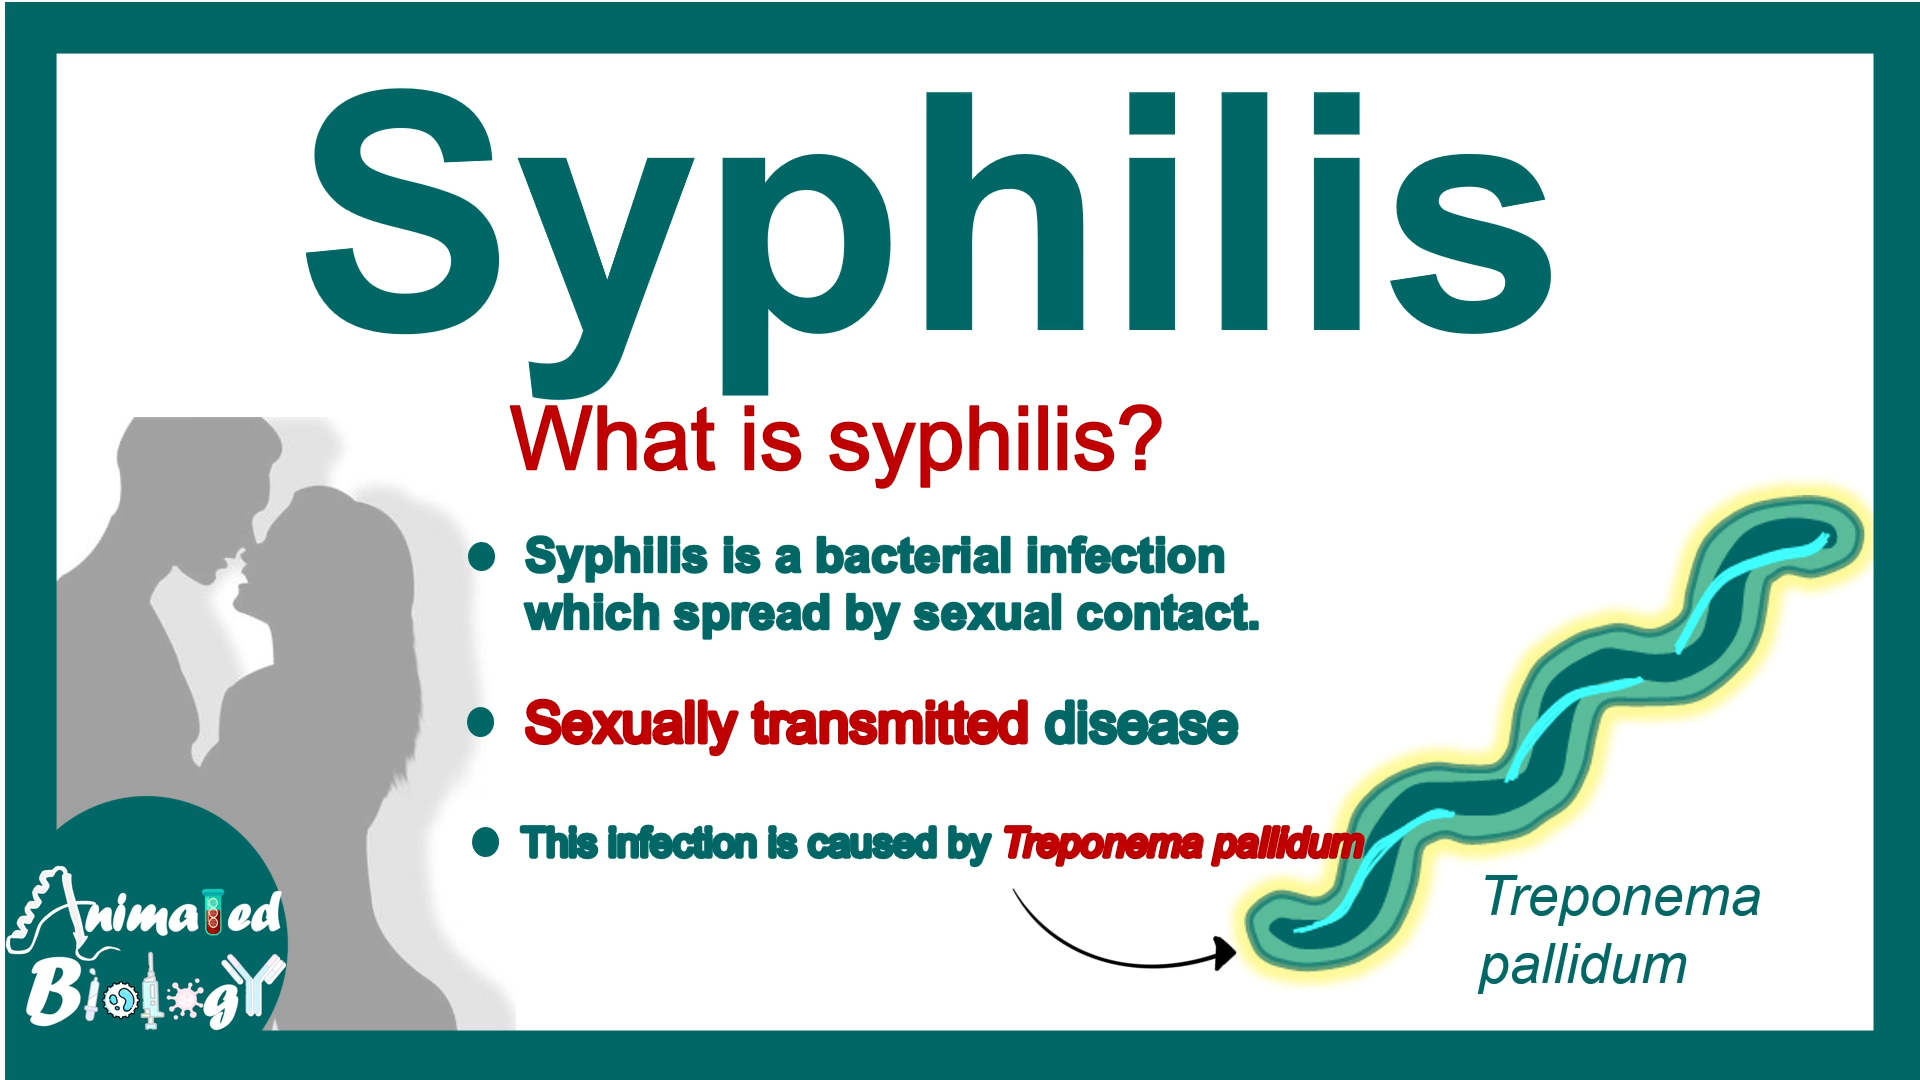 Syphilis
What is syphilis?
Syphilis is a bacterial infection
which spread by sexual contact.
Sexually transmitted disease
This infection is caused by Treponema pallidum
Treponema
pallidum
Animated
Biology